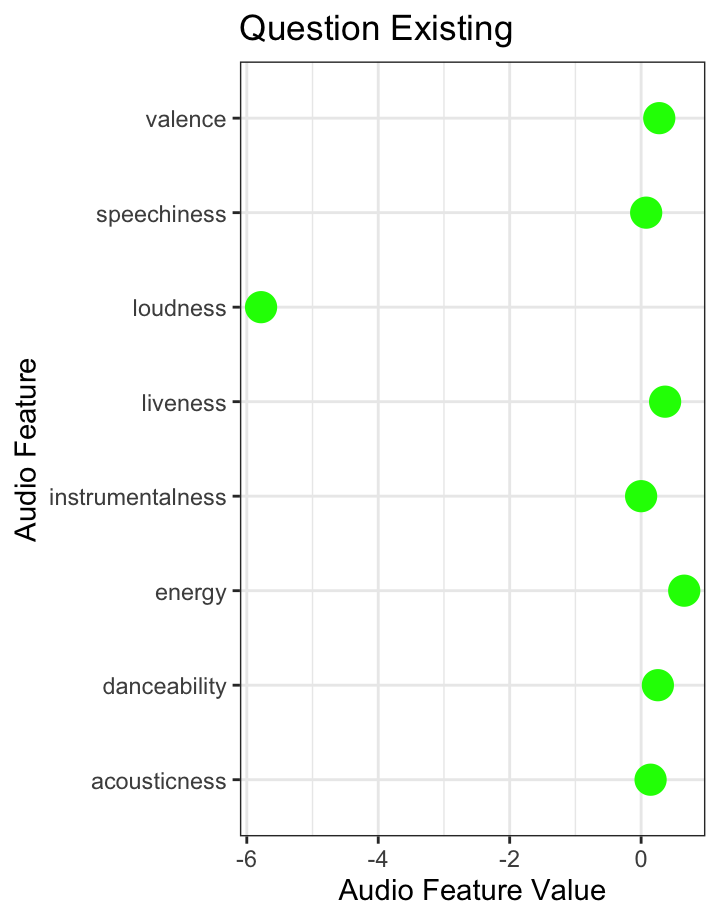 Question Existing
valence
speechiness
loudness
liveness
instrumentalness
energy
danceability
acousticness
Audio Feature
-6 -4 -2 0
Audio Feature Value